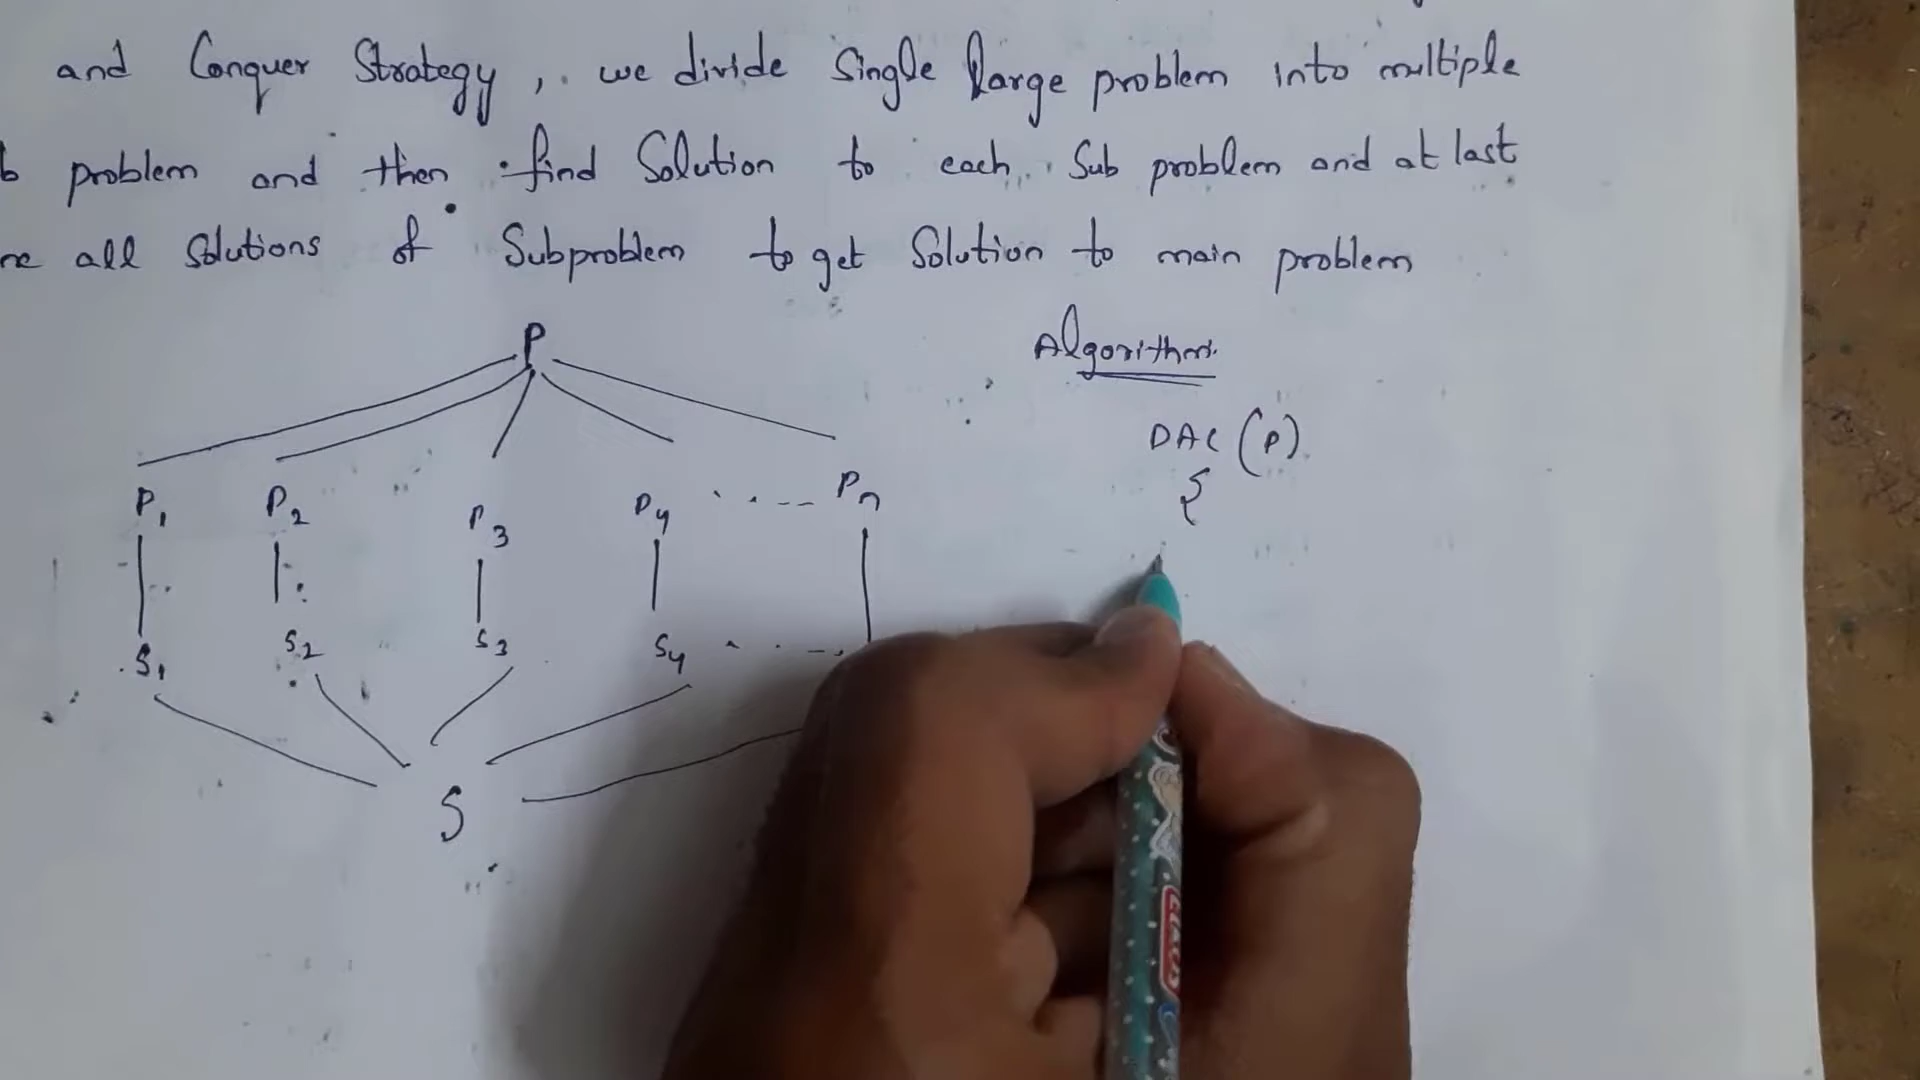 and Conquer Strategy, we divide Single large problem into multiple
b problem and then find Solution to each Sub problem and at last
ne all Solutions of Subproblem to get Solution to main problem
P
Algorithm
DAC (P)
{
P1 P2 P3 P4 Pn
S1 S2 S3 S4
S